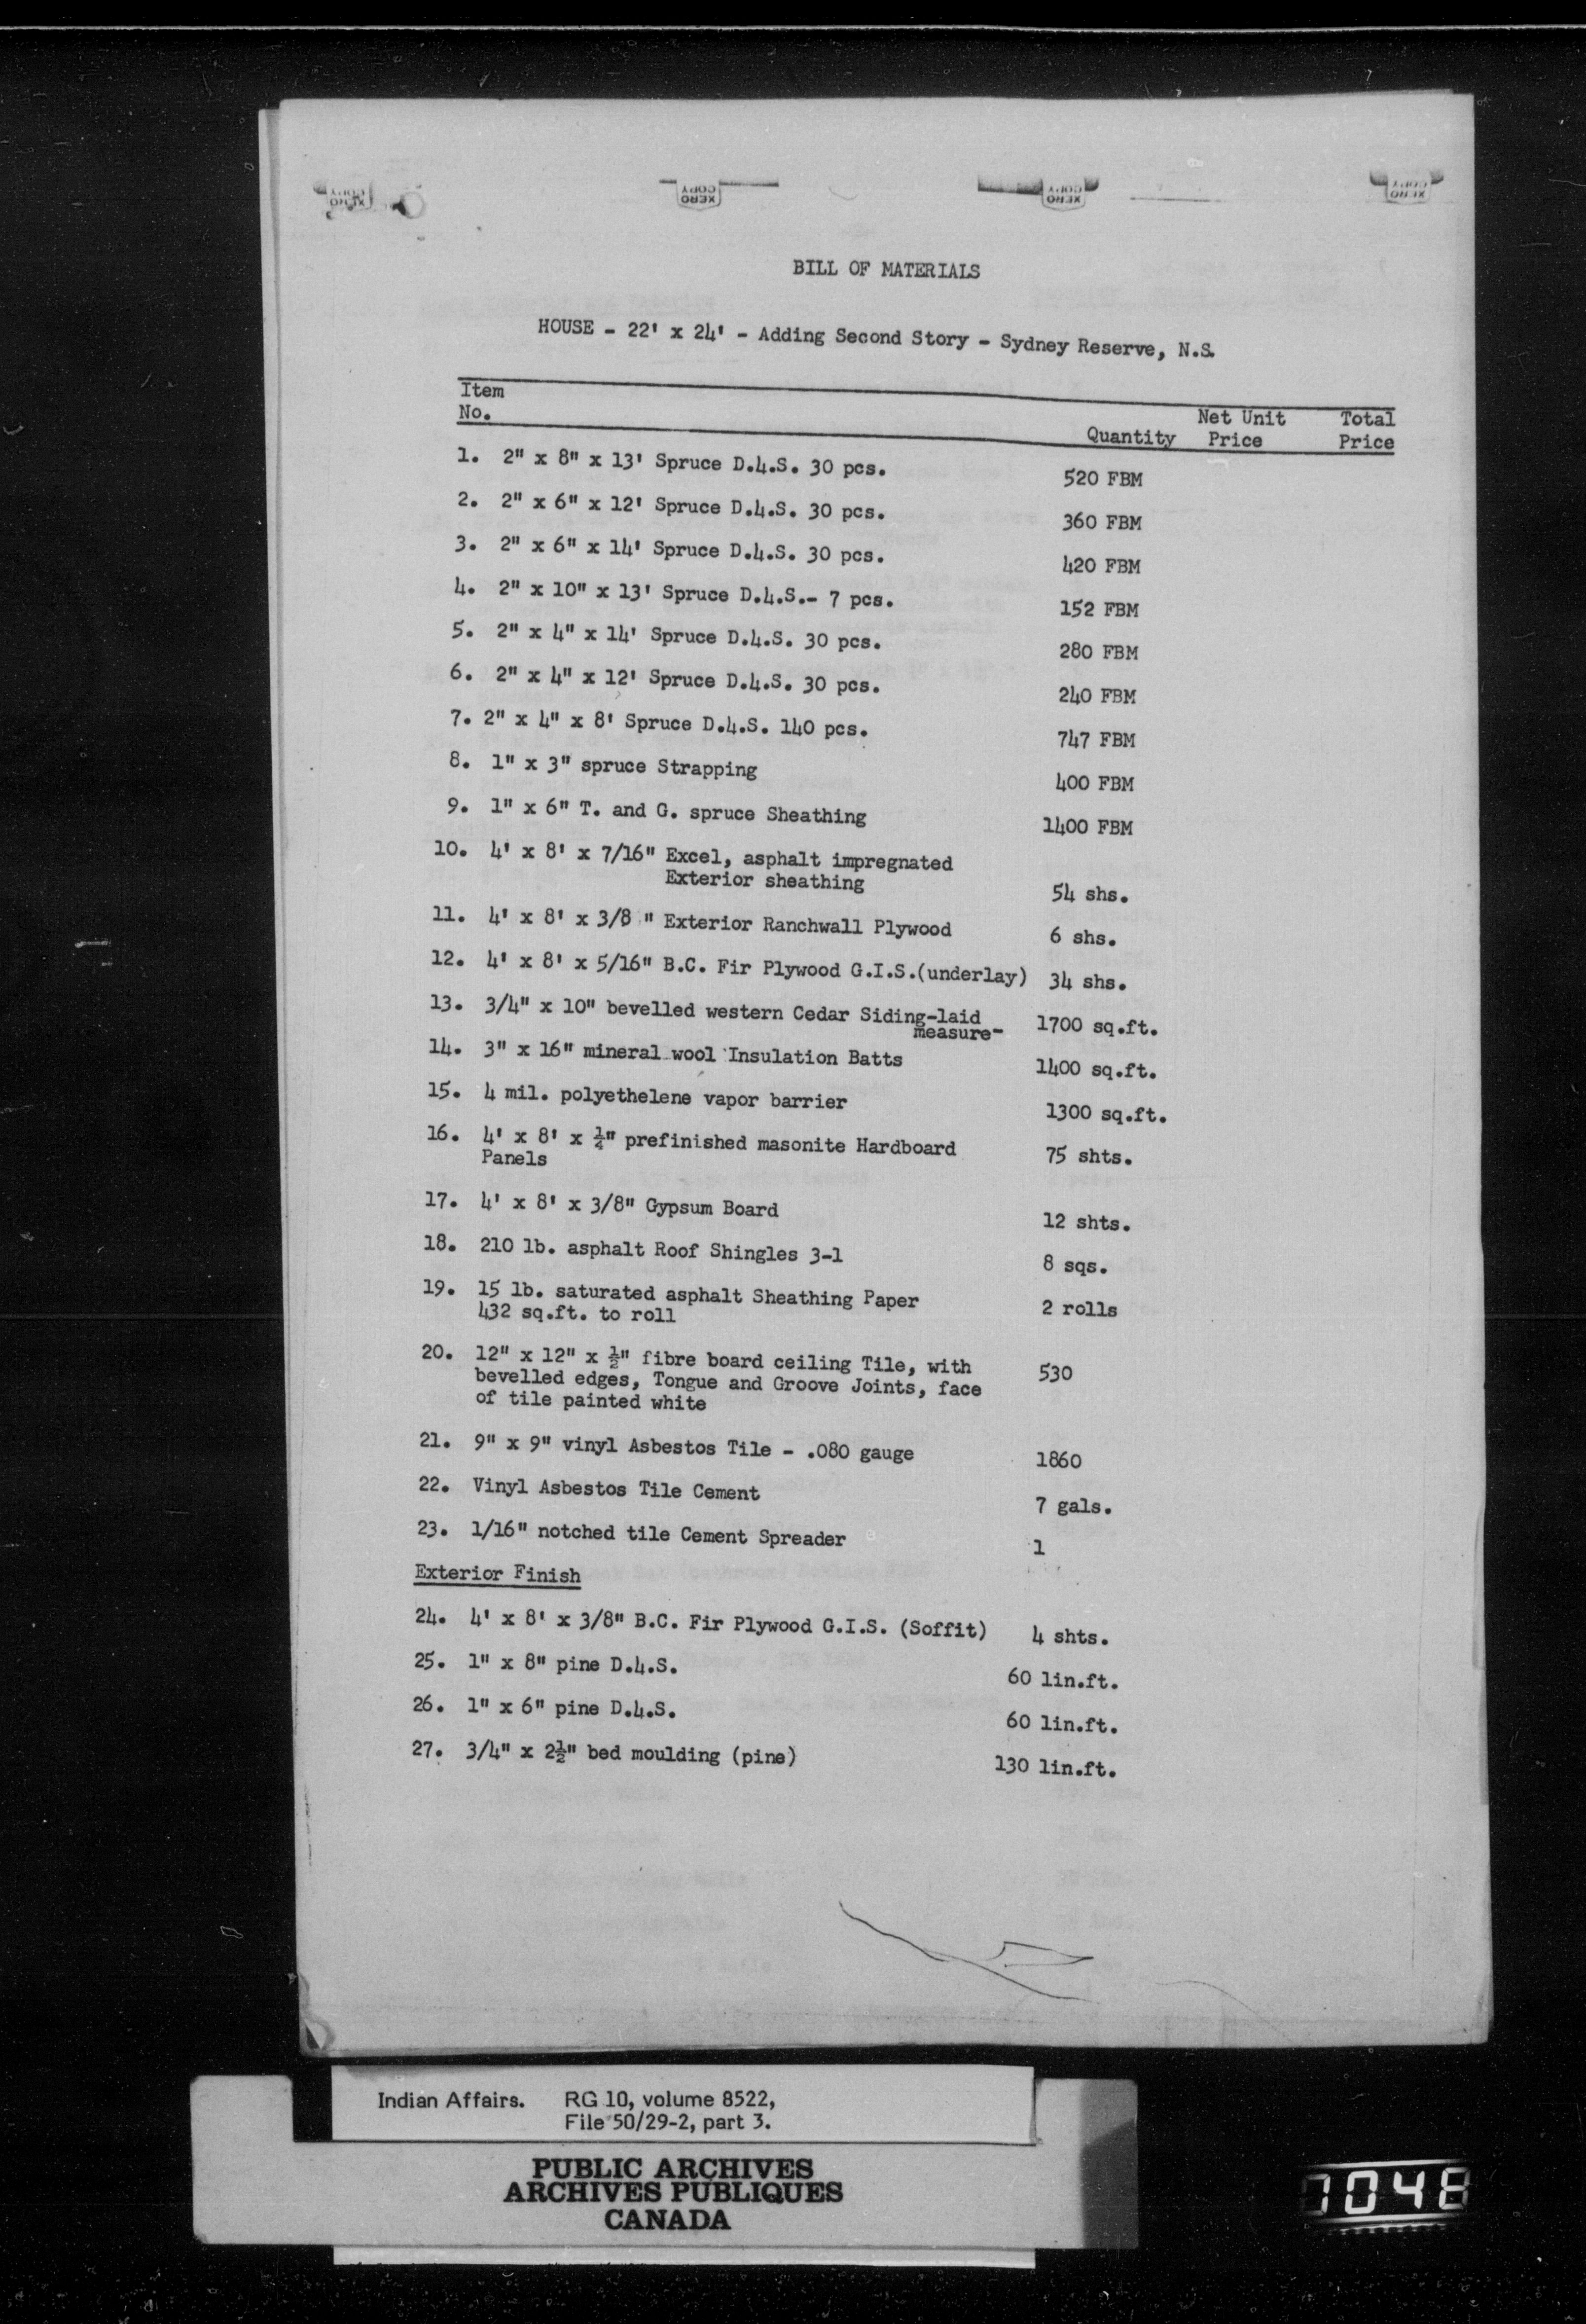 XERO COPY
XERO COPY
XERO COPY
XERO COPY
BILL OF MATERIALS
HOUSE - 22' x 24' - Adding Second Story - Sydney Reserve, N.S.
Item No. Quantity Net Unit Price Total Price
1. 2" x 8" x 13' Spruce D.4.S. 30 pcs. 520 FBM
2. 2" x 6" x 12' Spruce D.4.S. 30 pcs. 360 FBM
3. 2" x 6" x 14' Spruce D.4.S. 30 pcs. 420 FBM
4. 2" x 10" x 13' Spruce D.4.S.- 7 pcs. 152 FBM
5. 2" x 4" x 14' Spruce D.4.S. 30 pcs. 280 FBM
6. 2" x 4" x 12' Spruce D.4.S. 30 pcs. 240 FBM
7. 2" x 4" x 8' Spruce D.4.S. 140 pcs. 747 FBM
8. 1" x 3" spruce Strapping 400 FBM
9. 1" x 6" T. and G. spruce Sheathing 1400 FBM
10. 4' x 8' x 7/16" Excel, asphalt impregnated
Exterior sheathing 54 shs.
11. 4' x 8' x 3/8 " Exterior Ranchwall Plywood 6 shs.
12. 4' x 8' x 5/16" B.C. Fir Plywood G.I.S.(underlay) 34 shs.
13. 3/4" x 10" bevelled western Cedar Siding-laid
measure- 1700 sq.ft.
14. 3" x 16" mineral wool Insulation Batts 1400 sq.ft.
15. 4 mil. polyethelene vapor barrier 1300 sq.ft.
16. 4' x 8' x ¼" prefinished masonite Hardboard
Panels 75 shts.
17. 4' x 8' x 3/8" Gypsum Board 12 shts.
18. 210 lb. asphalt Roof Shingles 3-1 8 sqs.
19. 15 lb. saturated asphalt Sheathing Paper 2 rolls
432 sq.ft. to roll
20. 12" x 12" x ½" fibre board ceiling Tile, with 530
bevelled edges, Tongue and Groove Joints, face
of tile painted white
21. 9" x 9" vinyl Asbestos Tile - .080 gauge 1860
22. Vinyl Asbestos Tile Cement 7 gals.
23. 1/16" notched tile Cement Spreader 1
Exterior Finish
24. 4' x 8' x 3/8" B.C. Fir Plywood G.I.S. (Soffit) 4 shts.
25. 1" x 8" pine D.4.S. 60 lin.ft.
26. 1" x 6" pine D.4.S. 60 lin.ft.
27. 3/4" x 2½" bed moulding (pine) 130 lin.ft.
Indian Affairs. RG 10, volume 8522,
File 50/29-2, part 3.
PUBLIC ARCHIVES
ARCHIVES PUBLIQUES
CANADA
1048